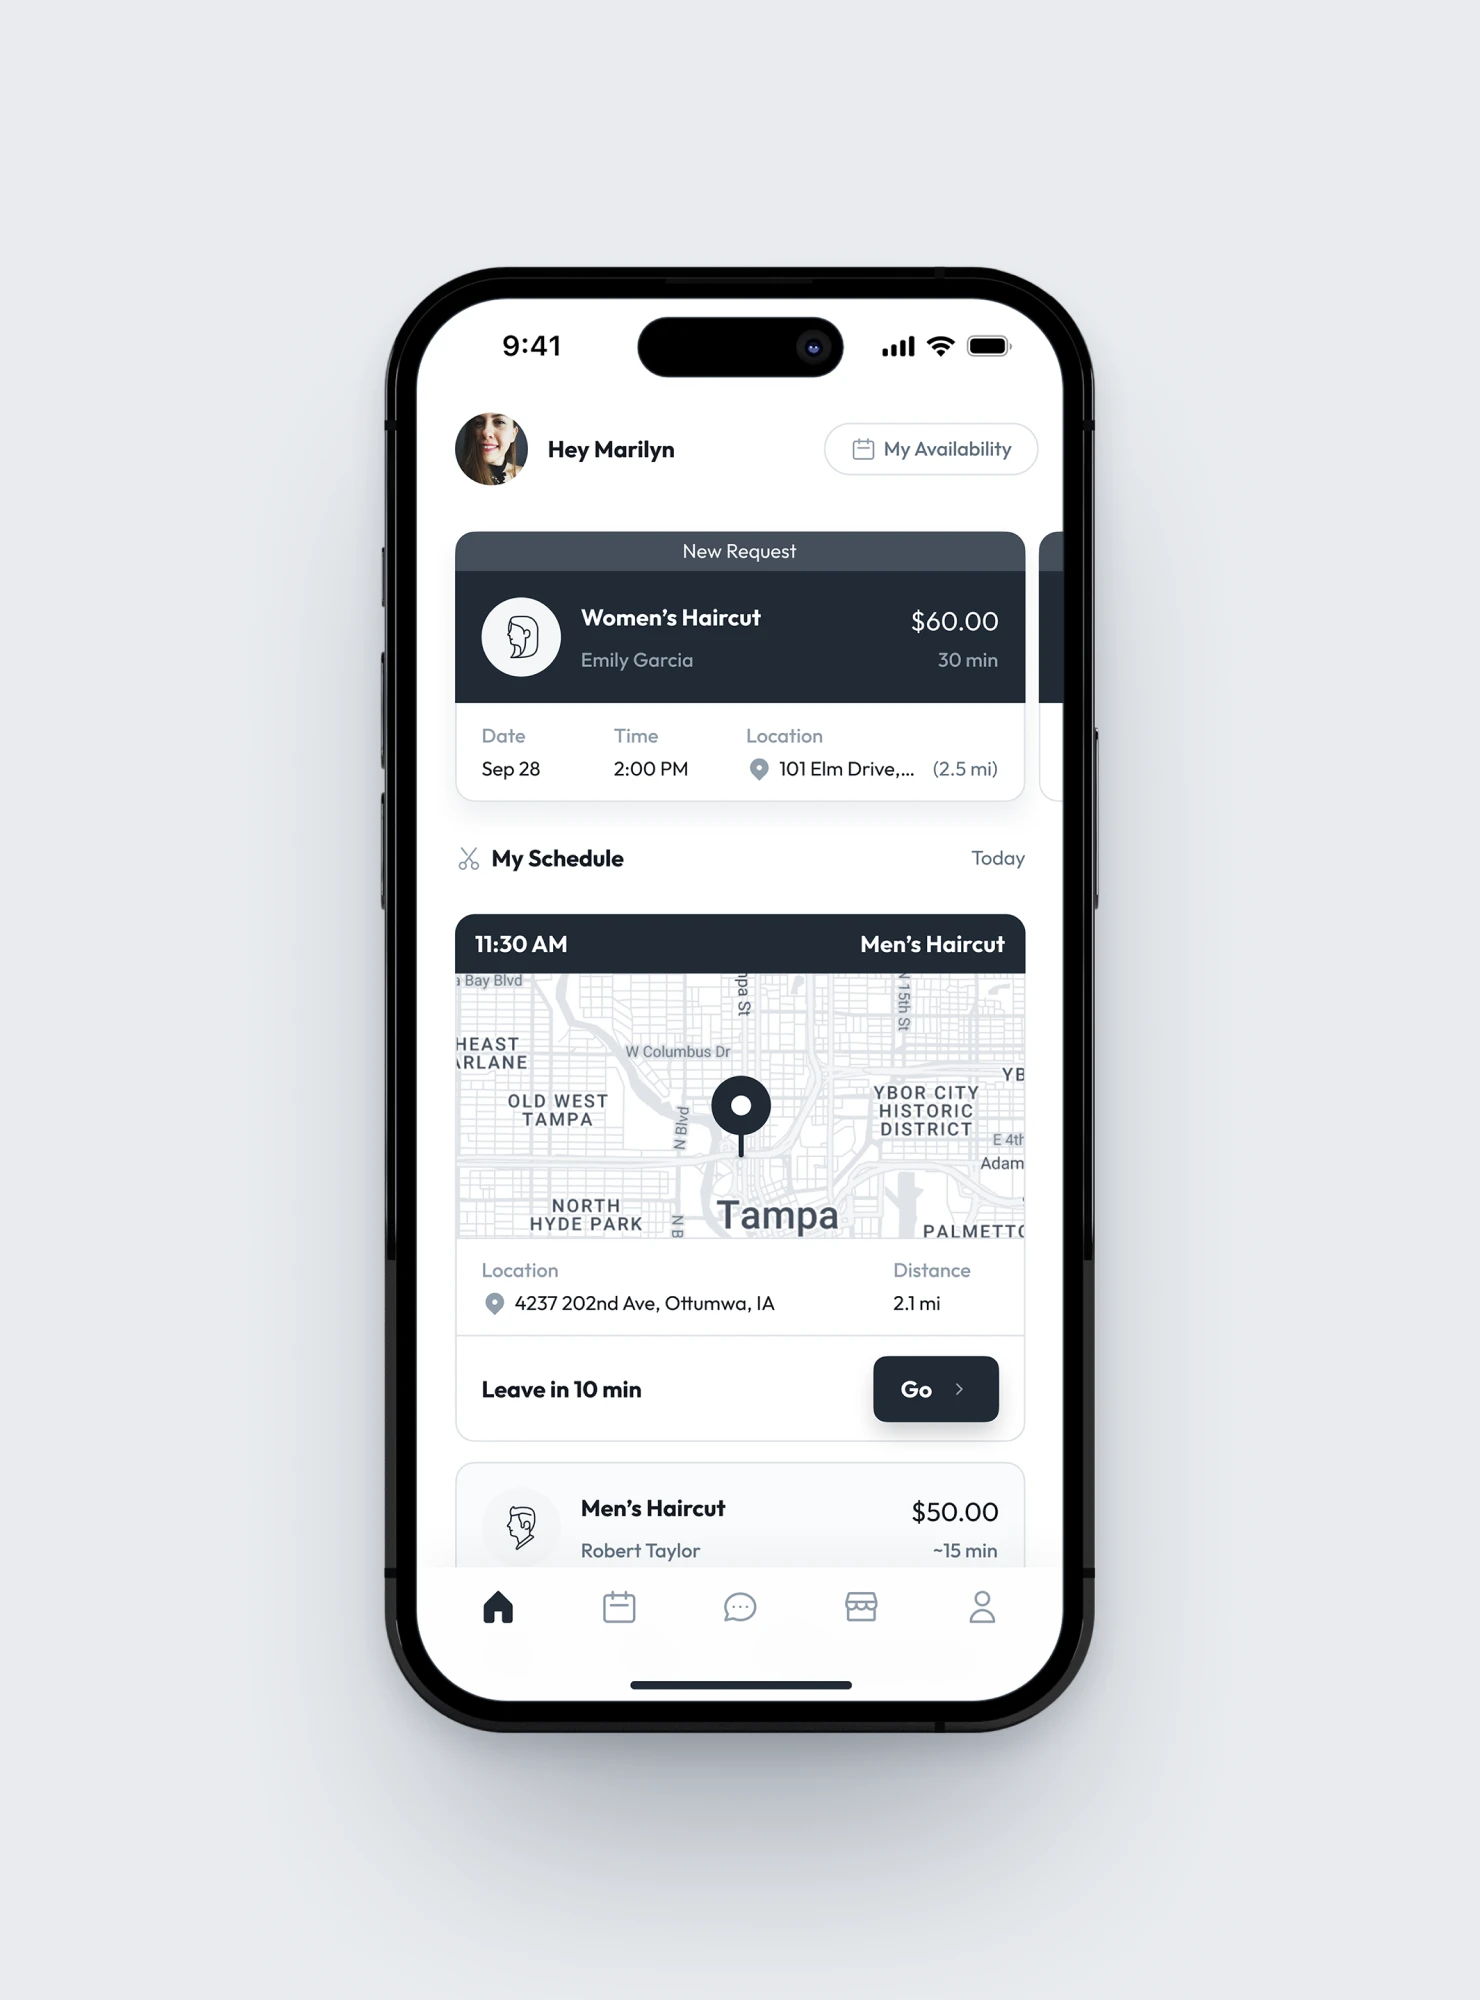 9:41
Hey Marilyn
My Availability
New Request
Women's Haircut
$60.00
Emily Garcia
30 min
Date
Time
Location
Sep 28
2:00 PM
101 Elm Drive,...
(2.5 mi)
My Schedule
Today
11:30 AM
Men's Haircut
a Bay Blvd
npa St
N 15th St
HEAST
ARLANE
W Columbus Dr
YB
OLD WEST
TAMPA
YBOR CITY
HISTORIC
DISTRICT
N Blvd
E 4th
Adam
NORTH
HYDE PARK
N B
Tampa
PALMETTO
Location
Distance
4237 202nd Ave, Ottumwa, IA
2.1 mi
Leave in 10 min
Go
Men's Haircut
$50.00
Robert Taylor
~15 min